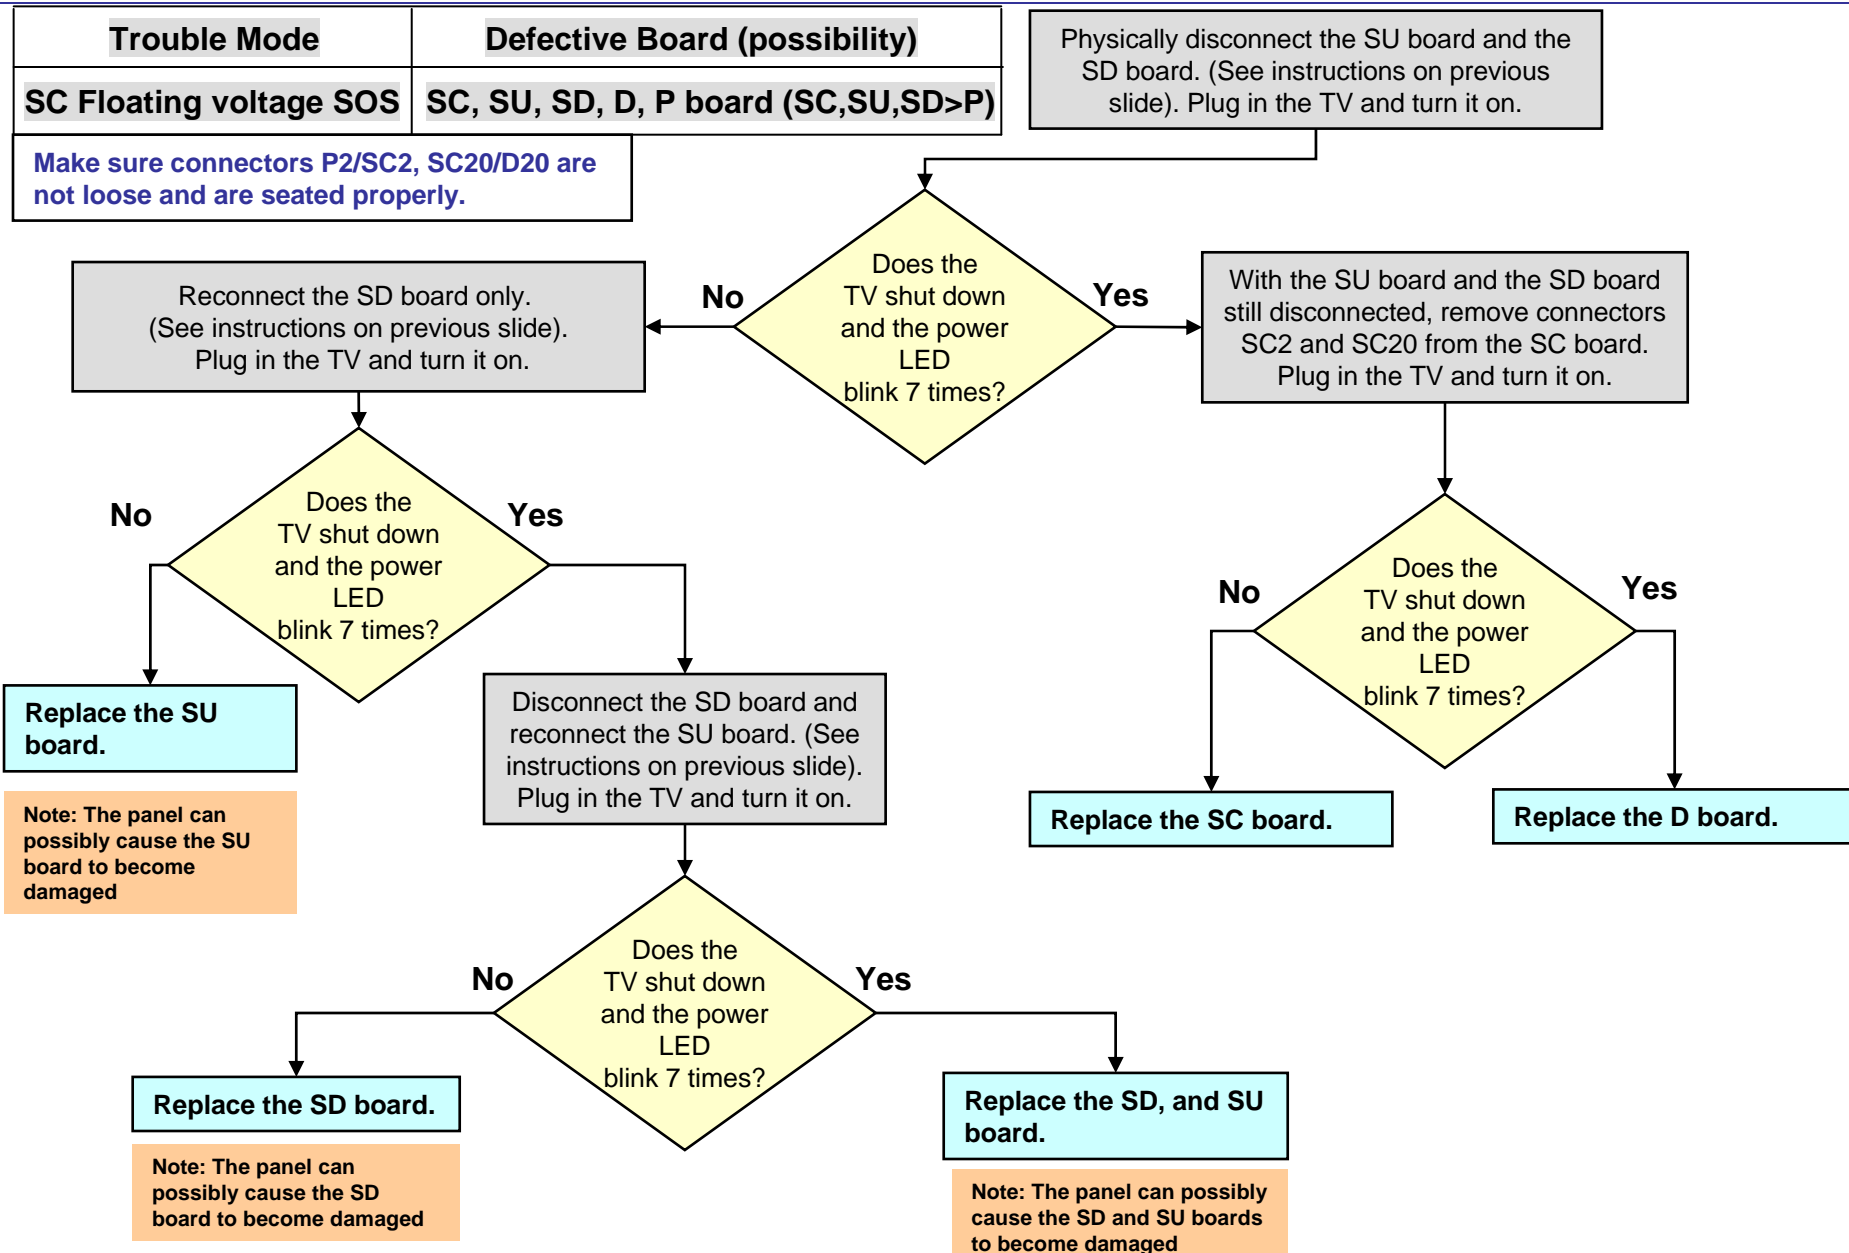 Trouble Mode
Defective Board (possibility)
SC Floating voltage SOS
SC, SU, SD, D, P board (SC,SU,SD>P)
Make sure connectors P2/SC2, SC20/D20 are
not loose and are seated properly.
Physically disconnect the SU board and the
SD board. (See instructions on previous
slide). Plug in the TV and turn it on.
Does the
TV shut down
and the power
LED
blink 7 times?
No
Yes
Reconnect the SD board only.
(See instructions on previous slide).
Plug in the TV and turn it on.
With the SU board and the SD board
still disconnected, remove connectors
SC2 and SC20 from the SC board.
Plug in the TV and turn it on.
Does the
TV shut down
and the power
LED
blink 7 times?
No
Yes
Does the
TV shut down
and the power
LED
blink 7 times?
No
Yes
Replace the SU
board.
Note: The panel can
possibly cause the SU
board to become
damaged
Disconnect the SD board and
reconnect the SU board. (See
instructions on previous slide).
Plug in the TV and turn it on.
Replace the SC board.
Replace the D board.
Does the
TV shut down
and the power
LED
blink 7 times?
No
Yes
Replace the SD board.
Note: The panel can
possibly cause the SD
board to become damaged
Replace the SD, and SU
board.
Note: The panel can possibly
cause the SD and SU boards
to become damaged